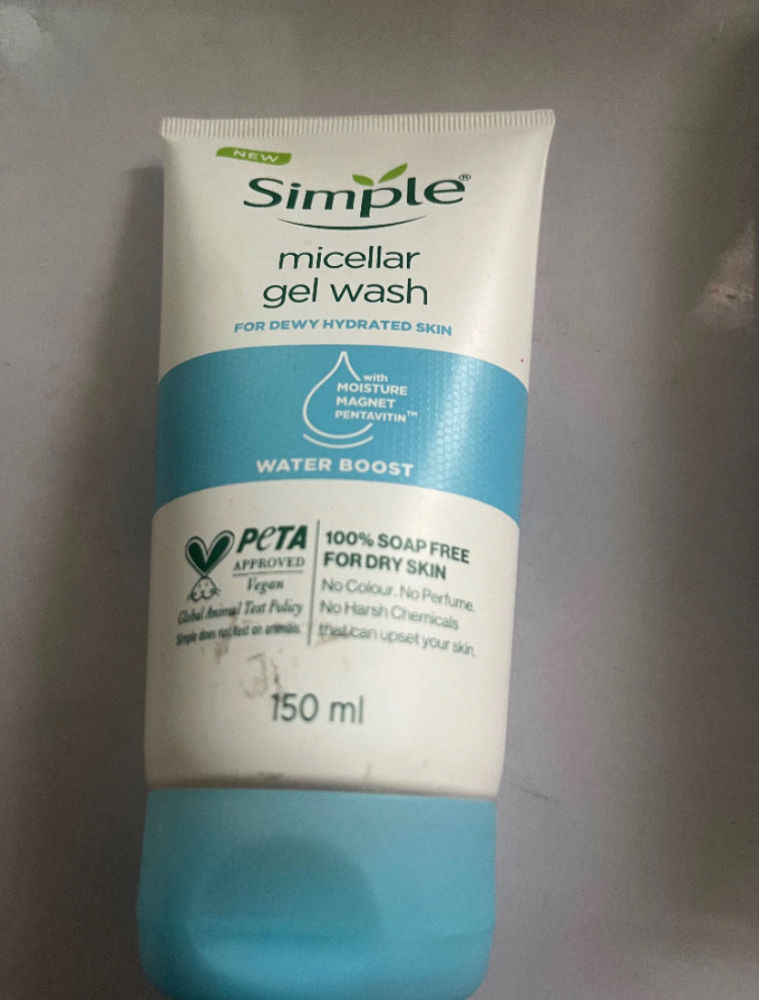 NEW
Simple®
micellar
gel wash
FOR DEWY HYDRATED SKIN
with
MOISTURE
MAGNET
PENTAVITIN™
WATER BOOST
PeTA
APPROVED
Vegan
Global Animal Test Policy
Simple does not test on animals.
100% SOAP FREE
FOR DRY SKIN
No Colour. No Perfume.
No Harsh Chemicals
that can upset your skin.
150 ml